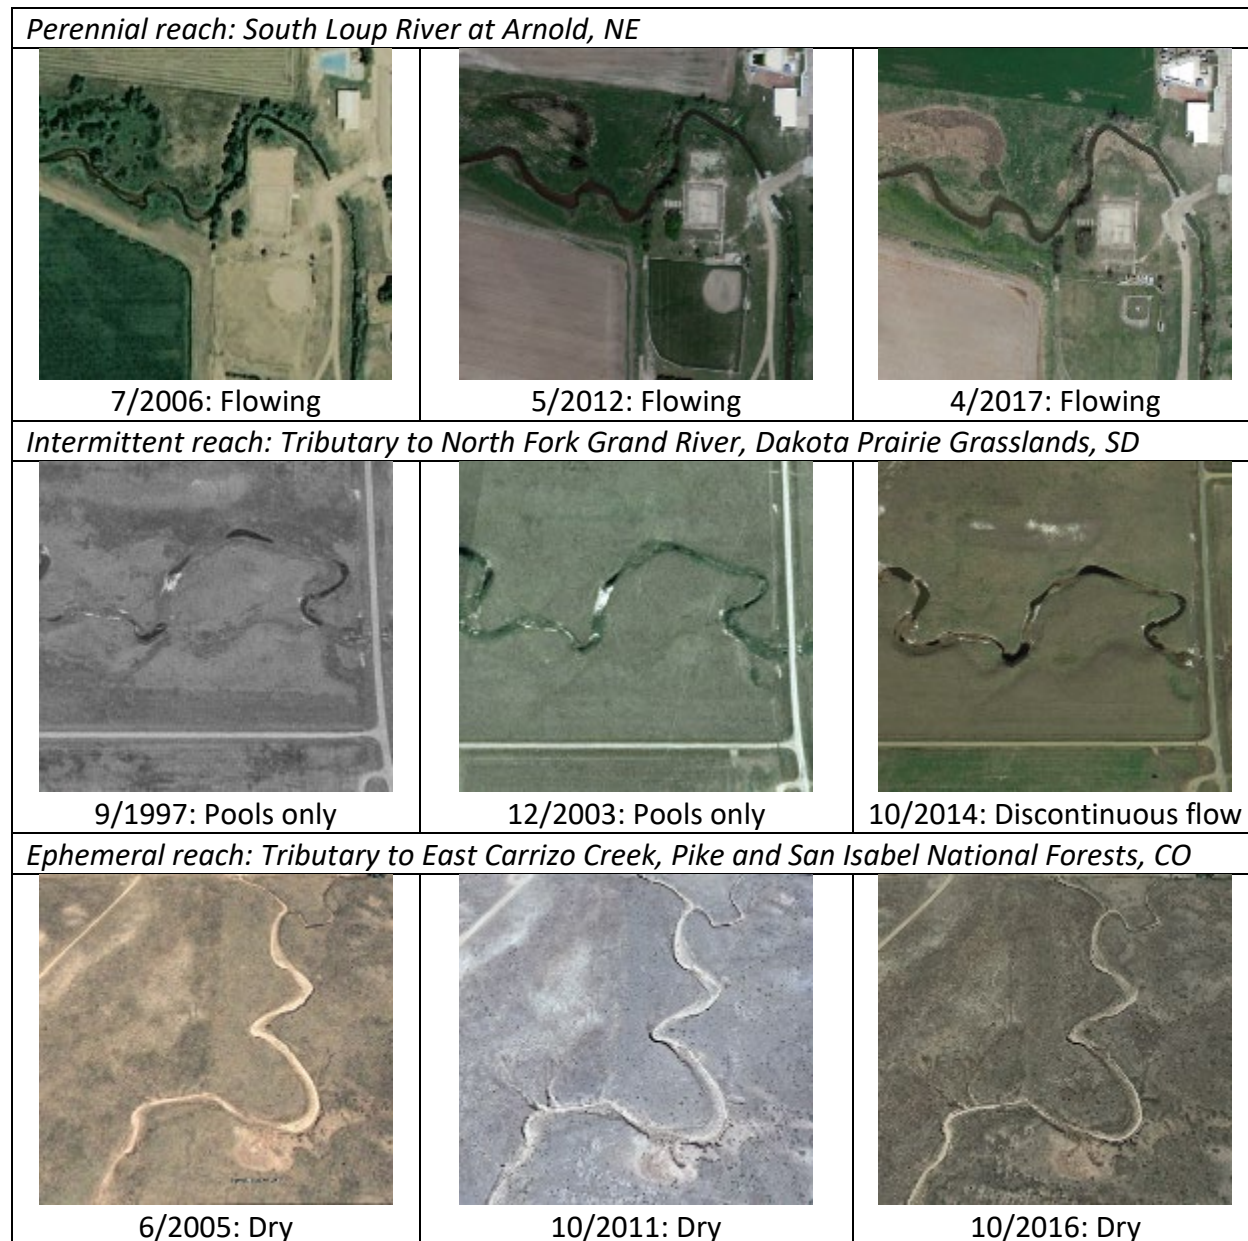 Perennial reach: South Loup River at Arnold, NE
7/2006: Flowing
5/2012: Flowing
4/2017: Flowing
Intermittent reach: Tributary to North Fork Grand River, Dakota Prairie Grasslands, SD
9/1997: Pools only
12/2003: Pools only
10/2014: Discontinuous flow
Ephemeral reach: Tributary to East Carrizo Creek, Pike and San Isabel National Forests, CO
6/2005: Dry
10/2011: Dry
10/2016: Dry